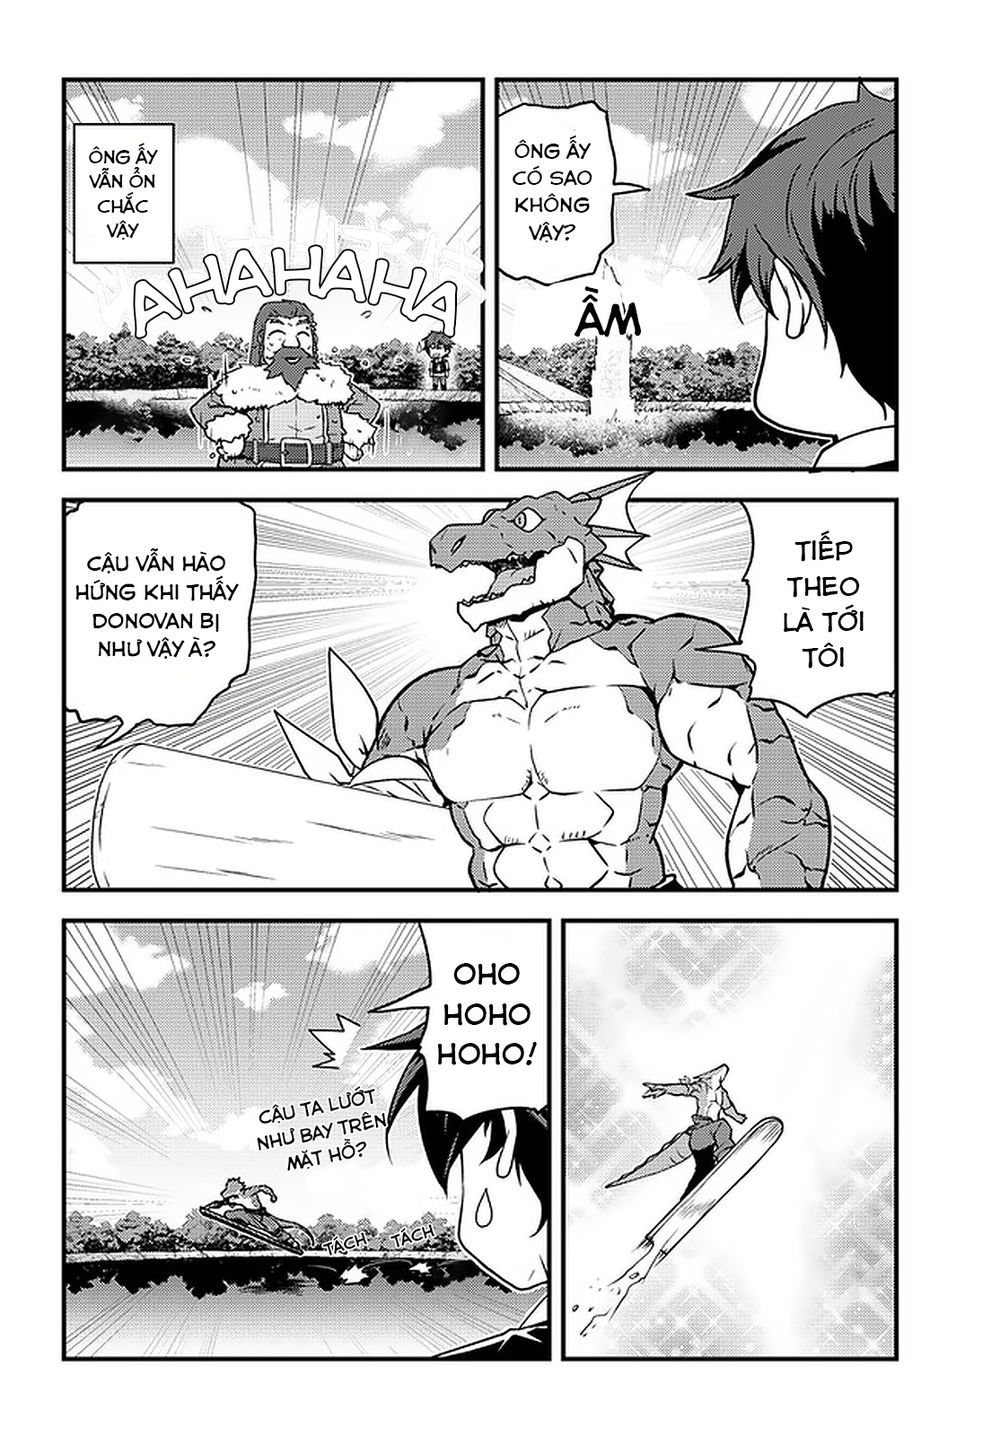 ÔNG ẤY
CÓ SAO
KHÔNG
VẬY?
ẦM
ÔNG ẤY
VẪN ỔN
CHẮC
VẬY
AHAHAHAHA
TIẾP
THEO
LÀ TỚI
TÔI
CẬU VẪN HÀO
HỨNG KHI THẤY
DONOVAN BỊ
NHƯ VẬY À?
OHO
HOHO
HOHO!
CẬU TA LƯỚT
NHƯ BAY TRÊN
MẶT HỒ?
TÁCH TÁCH